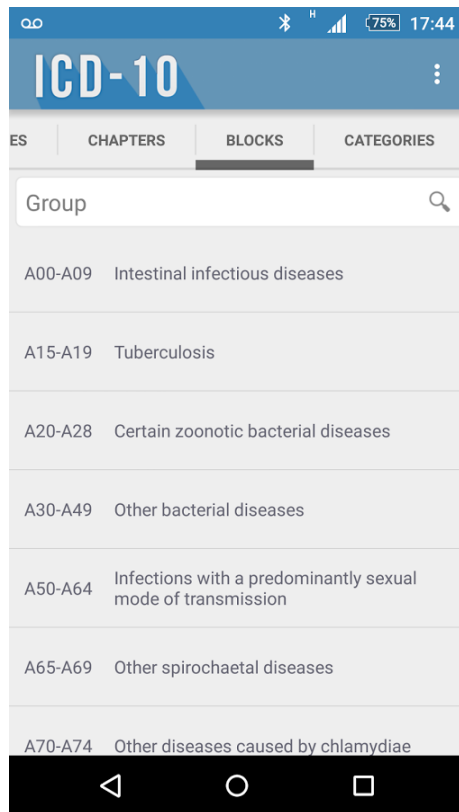 H
75%
17:44
ICD-10
ES
CHAPTERS
BLOCKS
CATEGORIES
Group
A00-A09 Intestinal infectious diseases
A15-A19 Tuberculosis
A20-A28 Certain zoonotic bacterial diseases
A30-A49 Other bacterial diseases
A50-A64 Infections with a predominantly sexual
mode of transmission
A65-A69 Other spirochaetal diseases
A70-A74 Other diseases caused by chlamydiae